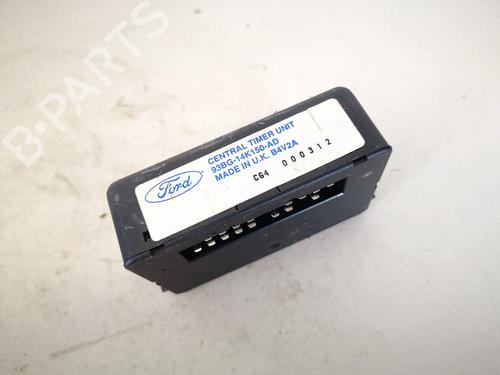 B-PARTS
Ford
CENTRAL TIMER UNIT
93BG-14K150-AD
MADE IN U.K. B4V2A
C64 000312